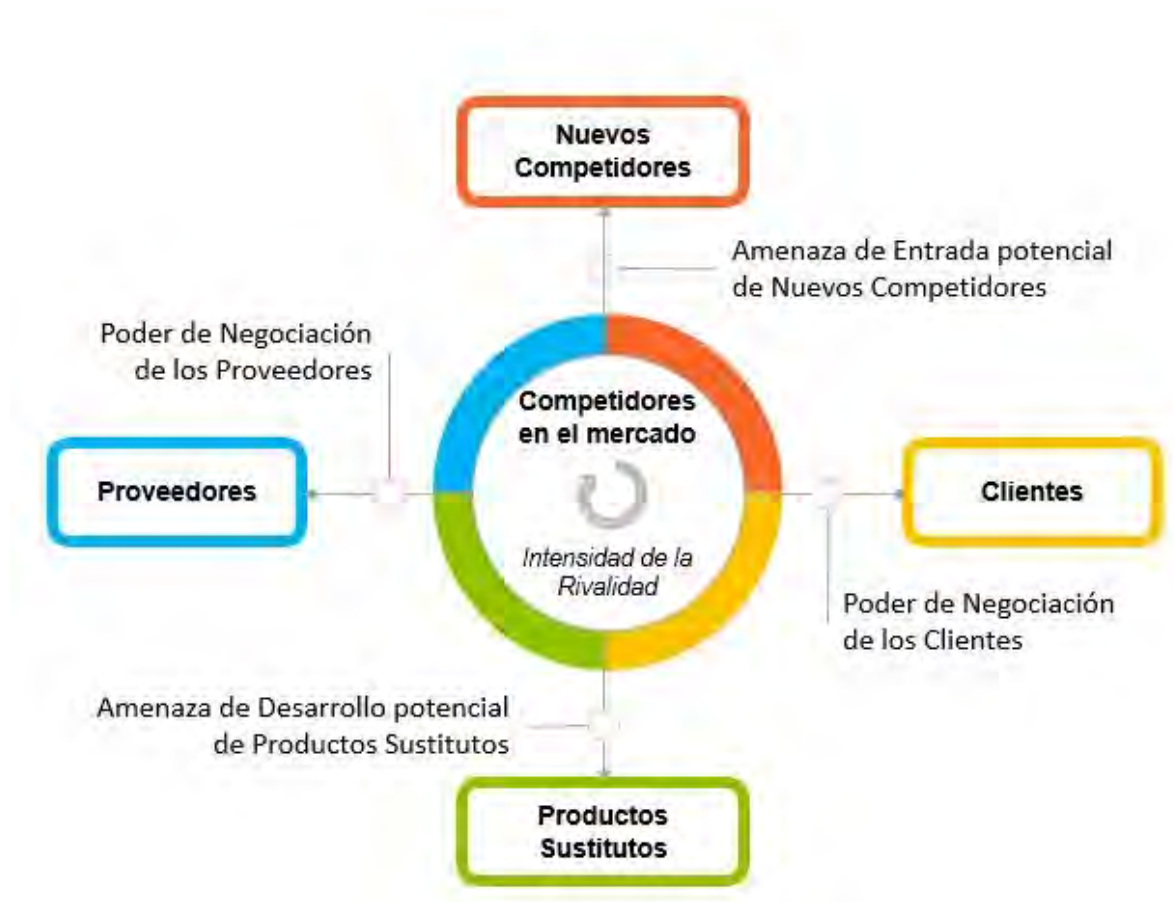 Nuevos
Competidores
Amenaza de Entrada potencial
de Nuevos Competidores
Poder de Negociación
de los Proveedores
Competidores
en el mercado
Proveedores
Clientes
Intensidad de la
Rivalidad
Poder de Negociación
de los Clientes
Amenaza de Desarrollo potencial
de Productos Sustitutos
Productos
Sustitutos